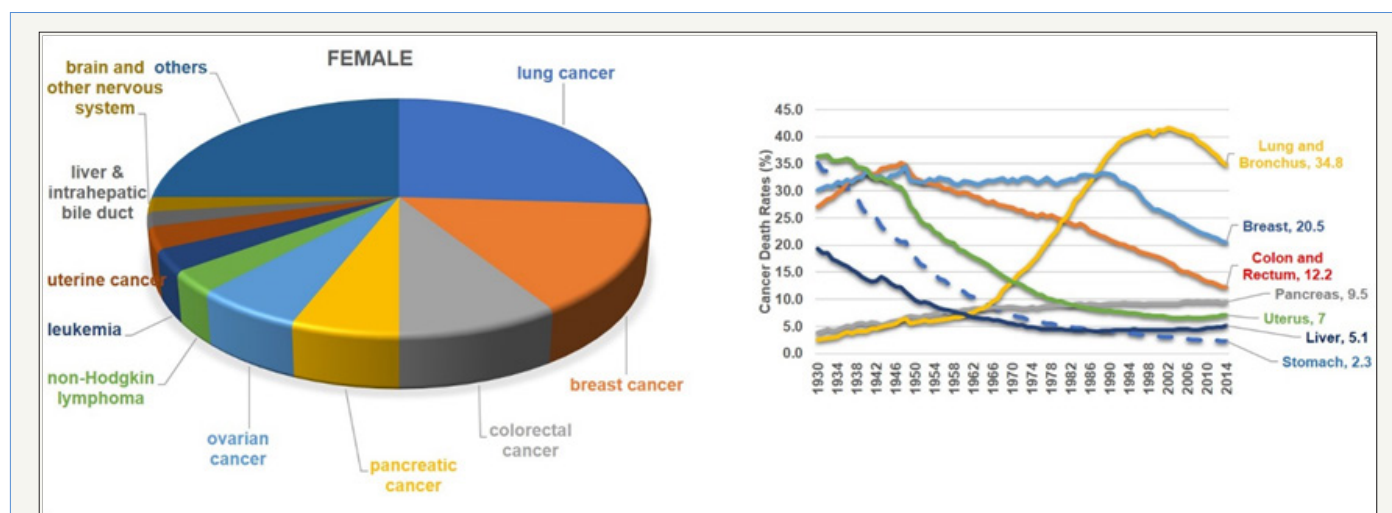 FEMALE
brain and
other nervous
system
others
lung cancer
liver &
intrahepatic
bile duct
uterine cancer
leukemia
non-Hodgkin
lymphoma
ovarian
cancer
pancreatic
cancer
colorectal
cancer
breast cancer
Cancer Death Rates (%)
45.0
40.0
35.0
30.0
25.0
20.0
15.0
10.0
5.0
0.0
1930
1934
1938
1942
1946
1950
1954
1958
1962
1966
1970
1974
1978
1982
1986
1990
1994
1998
2002
2006
2010
2014
Lung and
Bronchus, 34.8
Breast, 20.5
Colon and
Rectum, 12.2
Pancreas, 9.5
Uterus, 7
Liver, 5.1
Stomach, 2.3